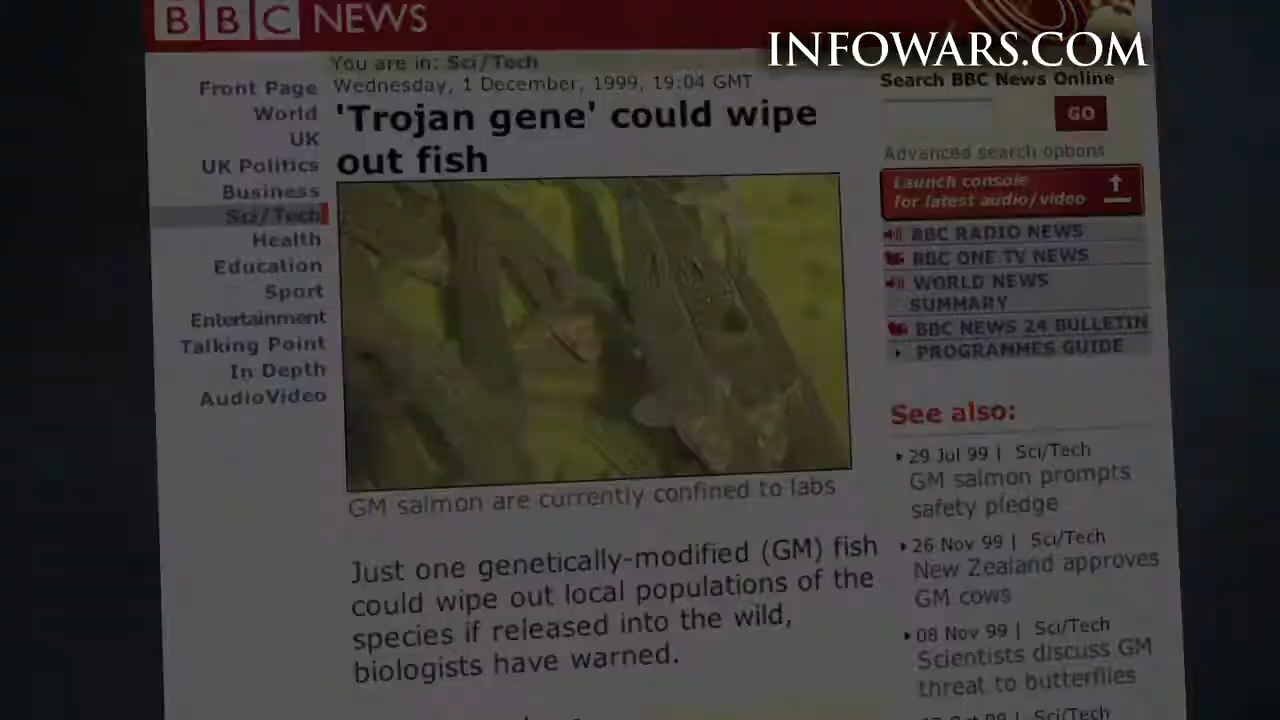 BBC NEWS
INFOWARS.COM
You are in: Sci/Tech
Wednesday, 1 December, 1999, 19:04 GMT
'Trojan gene' could wipe
out fish
GM salmon are currently confined to labs
Just one genetically-modified (GM) fish
could wipe out local populations of the
species if released into the wild,
biologists have warned.
Front Page
World
UK
UK Politics
Business
Sci/Tech
Health
Education
Sport
Entertainment
Talking Point
In Depth
AudioVideo
Search BBC News Online
GO
Advanced search options
Launch console
for latest audio/video
BBC RADIO NEWS
BBC ONE TV NEWS
WORLD NEWS
SUMMARY
BBC NEWS 24 BULLETIN
PROGRAMMES GUIDE
See also:
29 Jul 99 | Sci/Tech
GM salmon prompts
safety pledge
26 Nov 99 | Sci/Tech
New Zealand approves
GM cows
08 Nov 99 | Sci/Tech
Scientists discuss GM
threat to butterflies
Sci/Tech